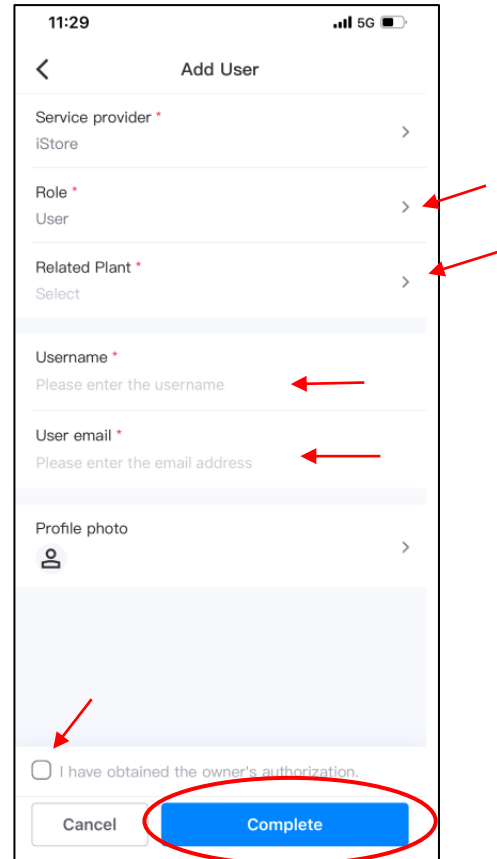 11:29 5G
Add User
Service provider *
iStore
Role *
User
Related Plant *
Select
Username *
Please enter the username
User email *
Please enter the email address
Profile photo
I have obtained the owner's authorization.
Cancel Complete